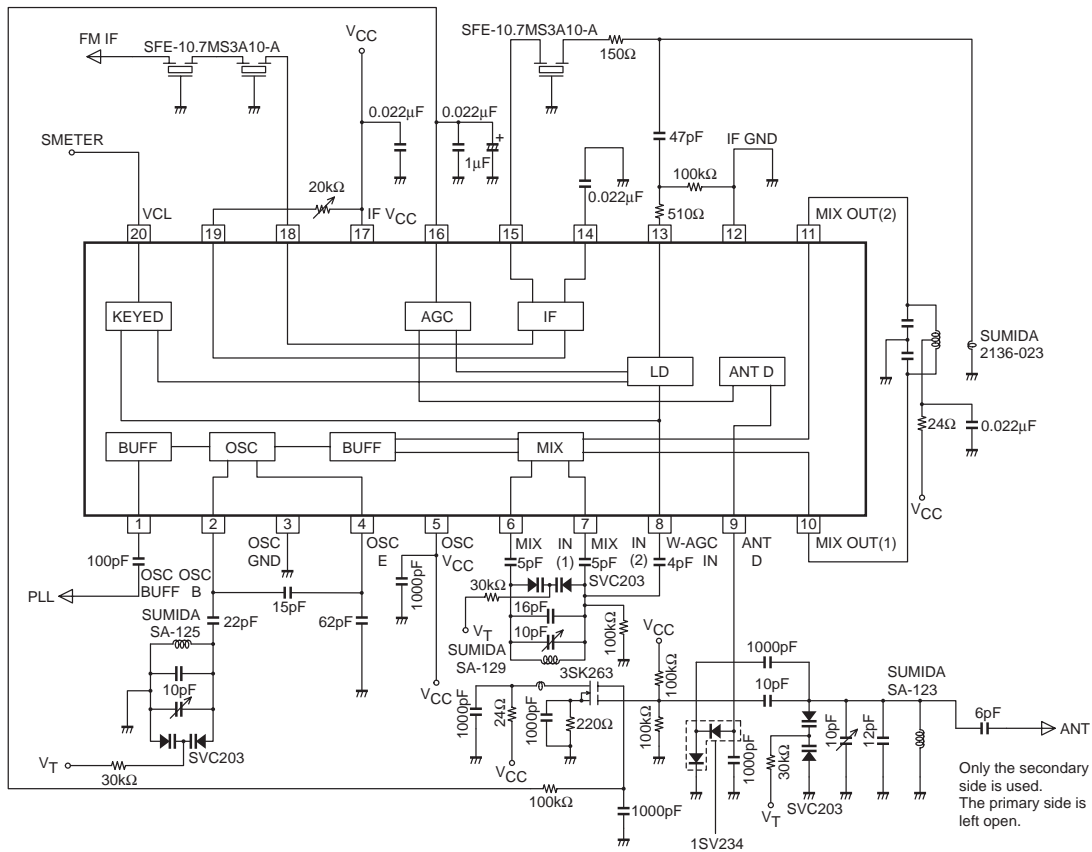 FM IF
SFE-10.7MS3A10-A
VCC
SFE-10.7MS3A10-A
150Ω
SMETER
0.022μF
0.022μF
+
1μF
47pF
IF GND
0.022μF
100kΩ
20kΩ
510Ω
VCL
IF VCC
MIX OUT(2)
20
19
18
17
16
15
14
13
12
11
KEYED
AGC
IF
LD
ANT D
SUMIDA
2136-023
BUFF
OSC
BUFF
MIX
24Ω
0.022μF
VCC
1
2
3
4
5
6
7
8
9
10
MIX OUT(1)
OSC
BUFF
OSC
B
OSC
GND
OSC
E
OSC
VCC
MIX
IN
(1)
MIX
IN
(2)
W-AGC
IN
ANT
D
100pF
PLL
15pF
22pF
62pF
1000pF
5pF
5pF
4pF
SVC203
30kΩ
16pF
VT
10pF
100kΩ
SUMIDA
SA-129
SUMIDA
SA-125
10pF
VCC
SVC203
VT
30kΩ
3SK263
VCC
100kΩ
1000pF
24Ω
1000pF
220Ω
100kΩ
VCC
100kΩ
1000pF
1000pF
10pF
SUMIDA
SA-123
6pF
ANT
1000pF
30kΩ
10pF
12pF
VT
SVC203
1SV234
Only the secondary
side is used.
The primary side is
left open.